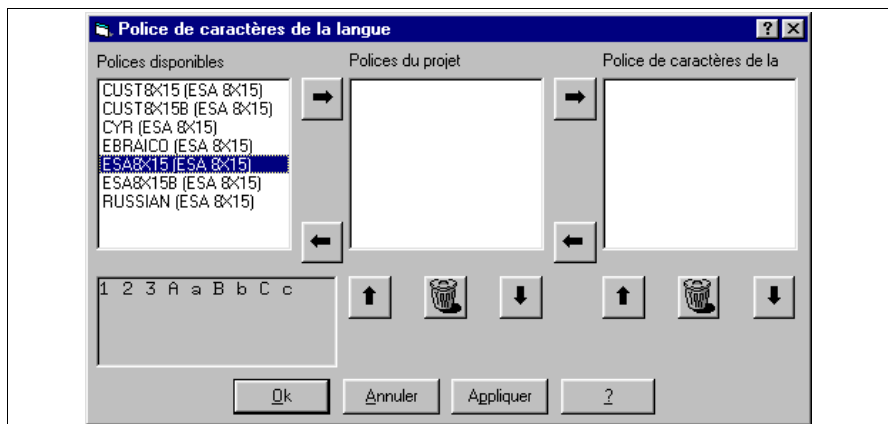 Police de caractères de la langue
Polices disponibles
Polices du projet
Police de caractères de la
CUST8X15 (ESA 8X15)
CUST8X15B (ESA 8X15)
CYR (ESA 8X15)
EBRAICO (ESA 8X15)
ESA8X15 (ESA 8X15)
ESA8X15B (ESA 8X15)
RUSSIAN (ESA 8X15)
1 2 3 A a B b C c
Ok
Annuler
Appliquer
?